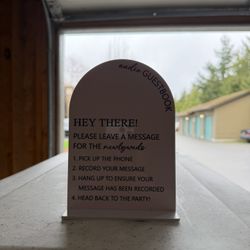 audio GUESTBOOK
HEY THERE!
PLEASE LEAVE A MESSAGE
FOR THE newlyweds
1. PICK UP THE PHONE
2. RECORD YOUR MESSAGE
3. HANG UP TO ENSURE YOUR
MESSAGE HAS BEEN RECORDED
4. HEAD BACK TO THE PARTY!